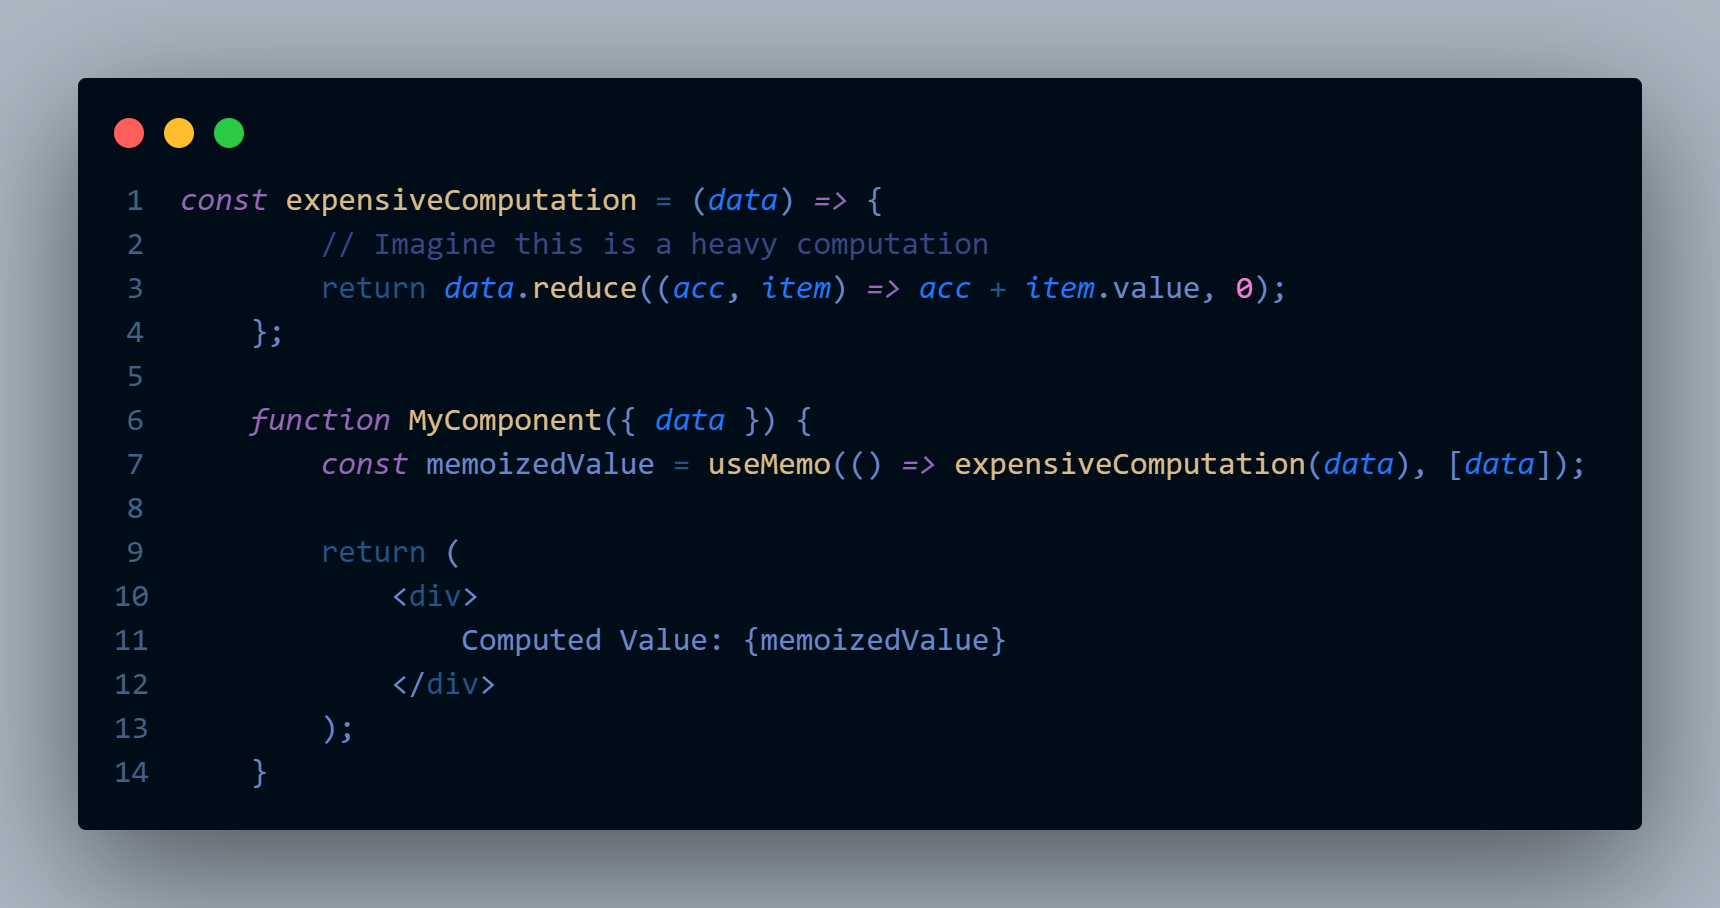 1 const expensiveComputation = (data) => {
2 // Imagine this is a heavy computation
3 return data.reduce((acc, item) => acc + item.value, 0);
4 };
5
6 function MyComponent({ data }) {
7 const memoizedValue = useMemo(() => expensiveComputation(data), [data]);
8
9 return (
10 <div>
11 Computed Value: {memoizedValue}
12 </div>
13 );
14 }